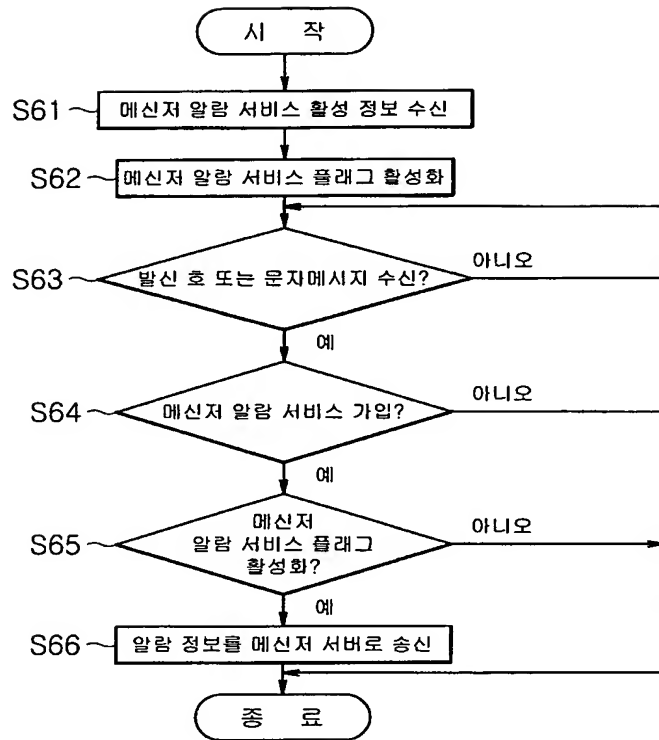 시 작
S61 메신저 알람 서비스 활성 정보 수신
S62 메신저 알람 서비스 플래그 활성화
S63 발신 호 또는 문자메시지 수신? 아니오
예
S64 메신저 알람 서비스 가입? 아니오
예
메신저
S65 알람 서비스 플래그 아니오
활성화?
예
S66 알람 정보를 메신저 서버로 송신
종 료